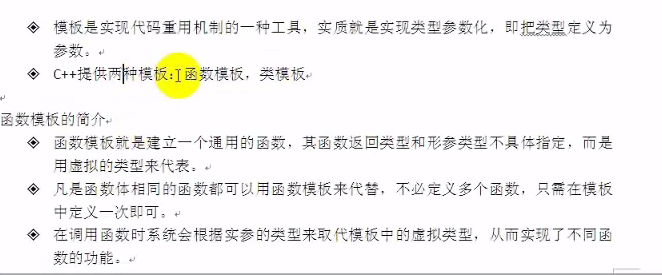 模板是实现代码重用机制的一种工具，实质就是实现类型参数化，即把类型定义为
参数。
C++提供两种模板：函数模板，类模板
函数模板的简介
函数模板就是建立一个通用的函数，其函数返回类型和形参类型不具体指定，而是
用虚拟的类型来代表。
凡是函数体相同的函数都可以用函数模板来代替，不必定义多个函数，只需在模板
中定义一次即可。
在调用函数时系统会根据实参的类型来取代模板中的虚拟类型，从而实现了不同函
数的功能。